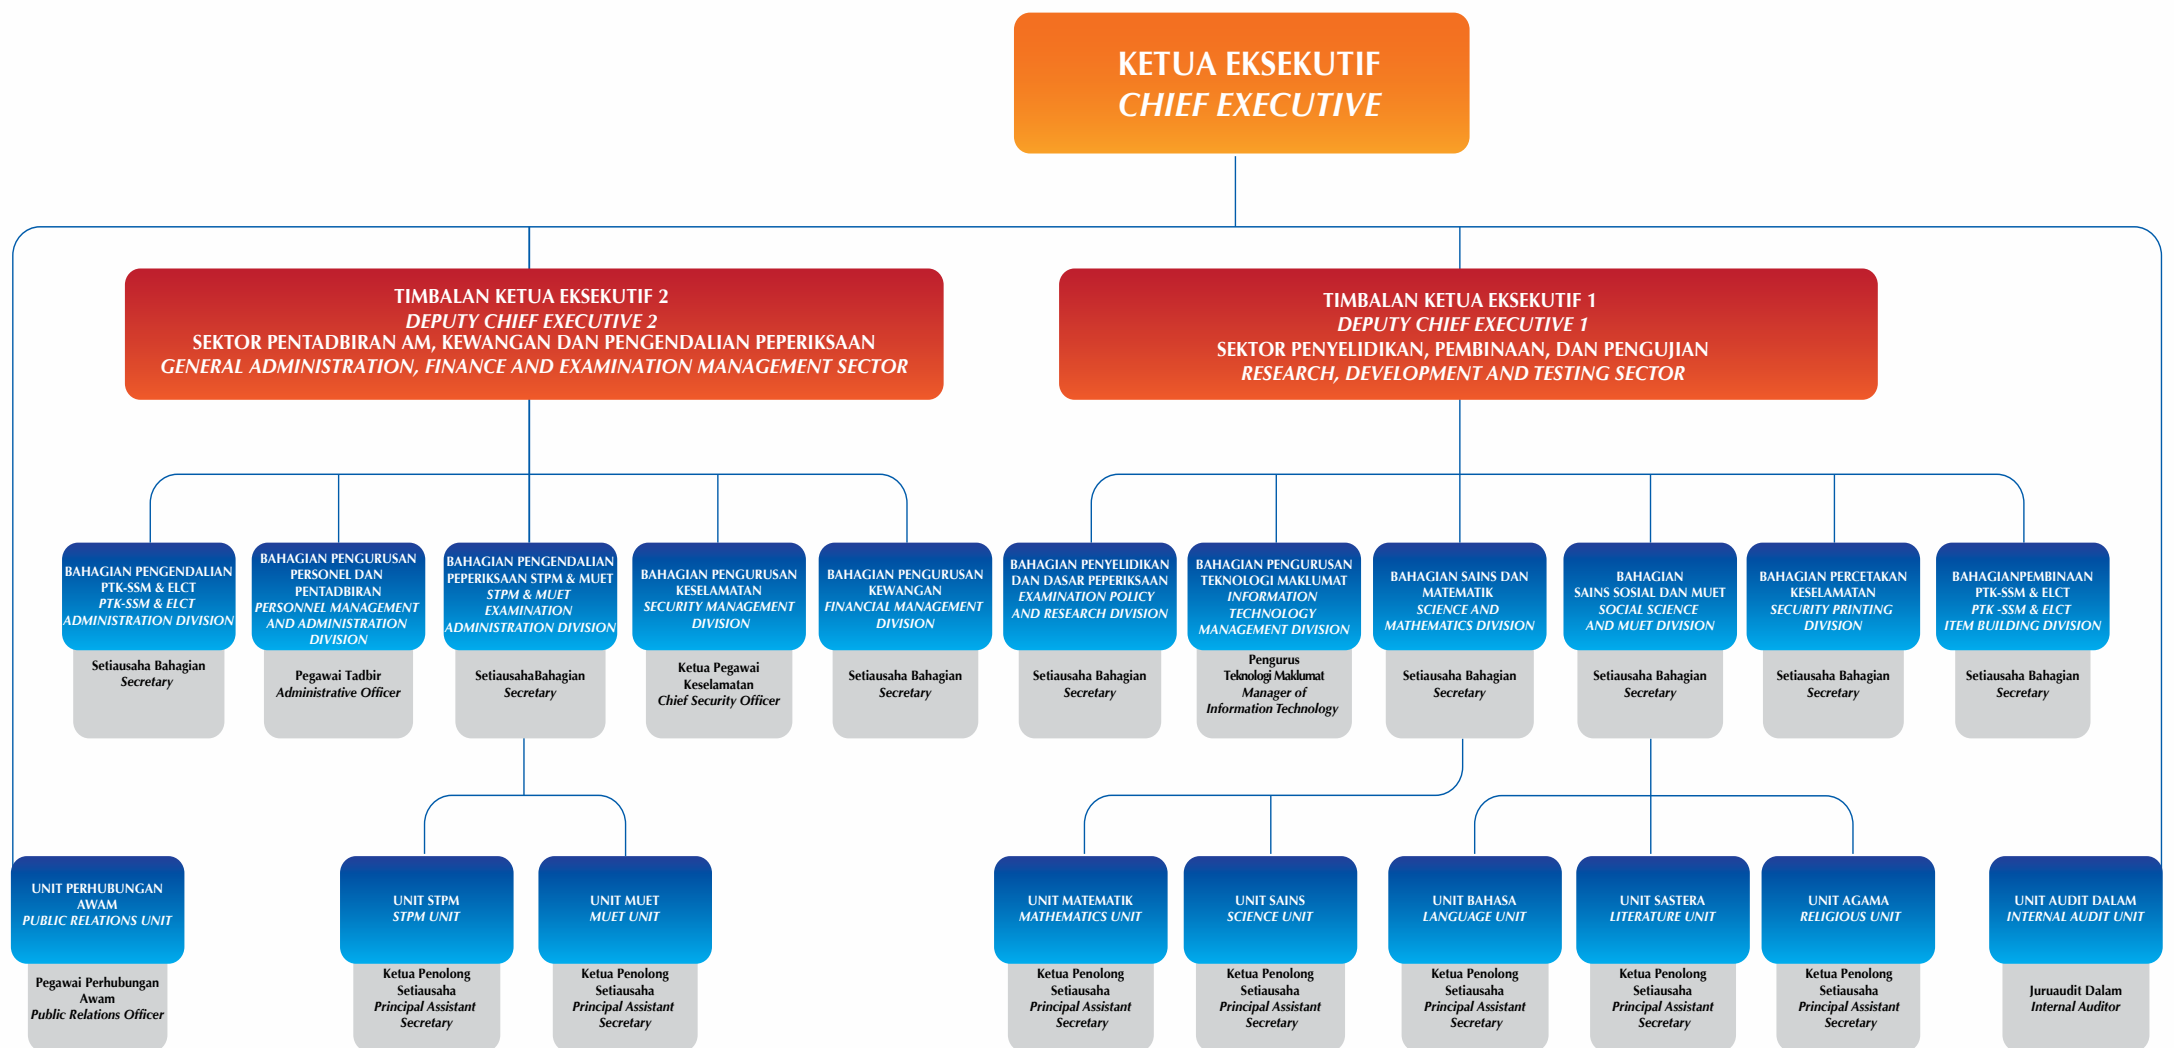 KETUA EKSEKUTIF
CHIEF EXECUTIVE
TIMBALAN KETUA EKSEKUTIF 2
DEPUTY CHIEF EXECUTIVE 2
SEKTOR PENTADBIRAN AM, KEWANGAN DAN PENGENDALIAN PEPERIKSAAN
GENERAL ADMINISTRATION, FINANCE AND EXAMINATION MANAGEMENT SECTOR
TIMBALAN KETUA EKSEKUTIF 1
DEPUTY CHIEF EXECUTIVE 1
SEKTOR PENYELIDIKAN, PEMBINAAN, DAN PENGUJIAN
RESEARCH, DEVELOPMENT AND TESTING SECTOR
BAHAGIAN PENGENDALIAN
PTK-SSM & ELCT
PTK-SSM & ELCT
ADMINISTRATION DIVISION
Setiausaha Bahagian
Secretary
BAHAGIAN PENGURUSAN
PERSONEL DAN
PENTADBIRAN
PERSONNEL MANAGEMENT
AND ADMINISTRATION
DIVISION
Pegawai Tadbir
Administrative Officer
BAHAGIAN PENGENDALIAN
PEPERIKSAAN STPM & MUET
STPM & MUET
EXAMINATION
ADMINISTRATION DIVISION
SetiausahaBahagian
Secretary
BAHAGIAN PENGURUSAN
KESELAMATAN
SECURITY MANAGEMENT
DIVISION
Ketua Pegawai
Keselamatan
Chief Security Officer
BAHAGIAN PENGURUSAN
KEWANGAN
FINANCIAL MANAGEMENT
DIVISION
Setiausaha Bahagian
Secretary
BAHAGIAN PENYELIDIKAN
DAN DASAR PEPERIKSAAN
EXAMINATION POLICY
AND RESEARCH DIVISION
Setiausaha Bahagian
Secretary
BAHAGIAN PENGURUSAN
TEKNOLOGI MAKLUMAT
INFORMATION
TECHNOLOGY
MANAGEMENT DIVISION
Pengurus
Teknologi Maklumat
Manager of
Information Technology
BAHAGIAN SAINS DAN
MATEMATIK
SCIENCE AND
MATHEMATICS DIVISION
Setiausaha Bahagian
Secretary
BAHAGIAN
SAINS SOSIAL DAN MUET
SOCIAL SCIENCE
AND MUET DIVISION
Setiausaha Bahagian
Secretary
BAHAGIAN PERCETAKAN
KESELAMATAN
SECURITY PRINTING
DIVISION
Setiausaha Bahagian
Secretary
BAHAGIANPEMBINAAN
PTK-SSM & ELCT
PTK -SSM & ELCT
ITEM BUILDING DIVISION
Setiausaha Bahagian
Secretary
UNIT PERHUBUNGAN
AWAM
PUBLIC RELATIONS UNIT
Pegawai Perhubungan
Awam
Public Relations Officer
UNIT STPM
STPM UNIT
Ketua Penolong
Setiausaha
Principal Assistant
Secretary
UNIT MUET
MUET UNIT
Ketua Penolong
Setiausaha
Principal Assistant
Secretary
UNIT MATEMATIK
MATHEMATICS UNIT
Ketua Penolong
Setiausaha
Principal Assistant
Secretary
UNIT SAINS
SCIENCE UNIT
Ketua Penolong
Setiausaha
Principal Assistant
Secretary
UNIT BAHASA
LANGUAGE UNIT
Ketua Penolong
Setiausaha
Principal Assistant
Secretary
UNIT SASTERA
LITERATURE UNIT
Ketua Penolong
Setiausaha
Principal Assistant
Secretary
UNIT AGAMA
RELIGIOUS UNIT
Ketua Penolong
Setiausaha
Principal Assistant
Secretary
UNIT AUDIT DALAM
INTERNAL AUDIT UNIT
Juruaudit Dalam
Internal Auditor